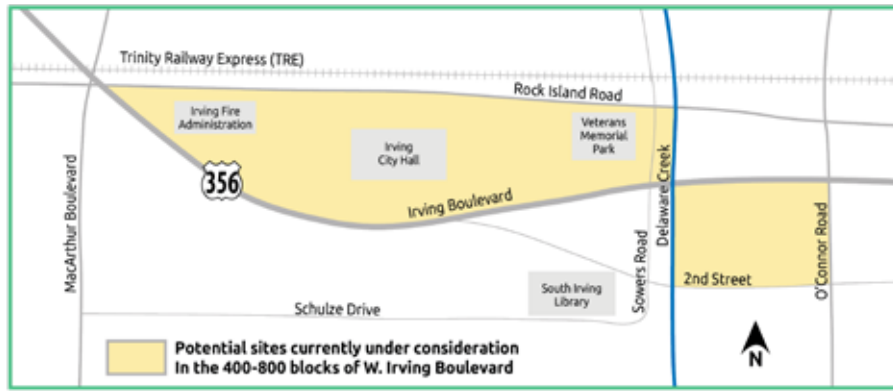 Trinity Railway Express (TRE)
Rock Island Road
Irving Fire
Administration
Irving
City Hall
Veterans
Memorial
Park
356
Irving Boulevard
MacArthur Boulevard
Delaware Creek
Sowers Road
O'Connor Road
2nd Street
South Irving
Library
Schulze Drive
Potential sites currently under consideration
In the 400-800 blocks of W. Irving Boulevard
N